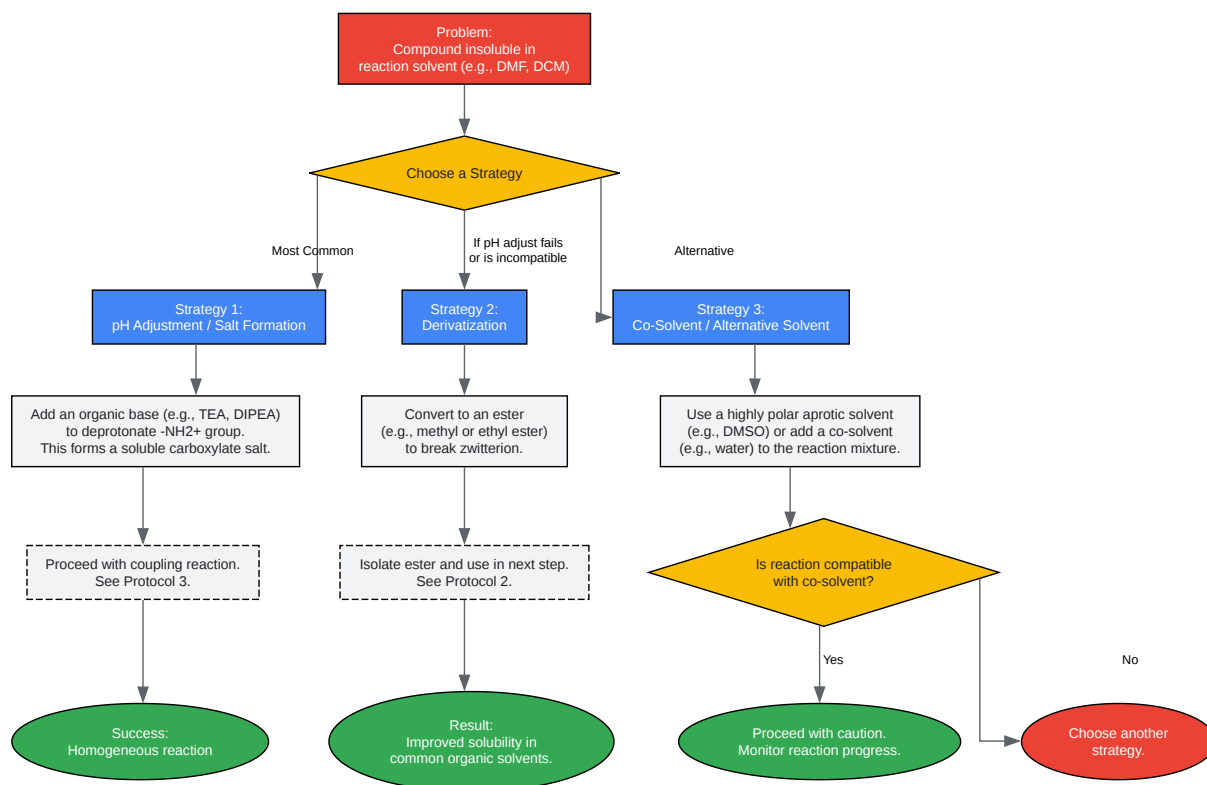 Problem:
Compound insoluble in
reaction solvent (e.g., DMF, DCM)
Choose a Strategy
Most Common
If pH adjust fails
or is incompatible
Alternative
Strategy 1:
pH Adjustment / Salt Formation
Strategy 2:
Derivatization
Strategy 3:
Co-Solvent / Alternative Solvent
Add an organic base (e.g., TEA, DIPEA)
to deprotonate -NH2+ group.
This forms a soluble carboxylate salt.
Convert to an ester
(e.g., methyl or ethyl ester)
to break zwitterion.
Use a highly polar aprotic solvent
(e.g., DMSO) or add a co-solvent
(e.g., water) to the reaction mixture.
Proceed with coupling reaction.
See Protocol 3.
Isolate ester and use in next step.
See Protocol 2.
Is reaction compatible
with co-solvent?
Yes
No
Success:
Homogeneous reaction
Result:
Improved solubility in
common organic solvents.
Proceed with caution.
Monitor reaction progress.
Choose another
strategy.